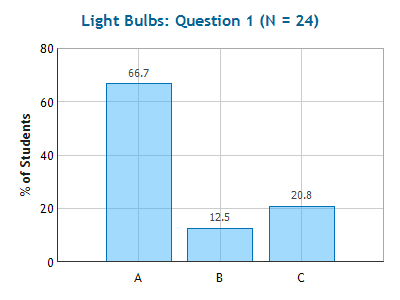 Light Bulbs: Question 1 (N = 24)
% of Students
80
60
40
20
0
66.7
12.5
20.8
A B C